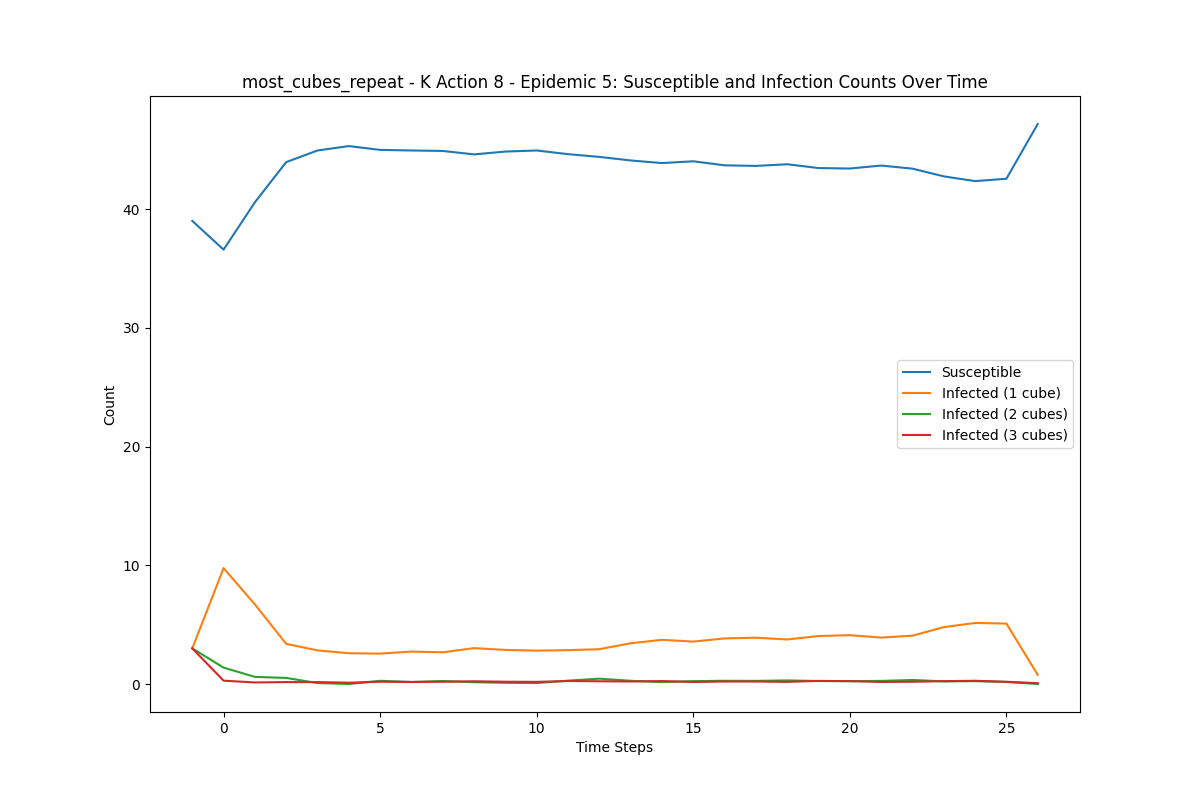 most_cubes_repeat - K Action 8 - Epidemic 5: Susceptible and Infection Counts Over Time
Count
40
30
20
10
0
Susceptible
Infected (1 cube)
Infected (2 cubes)
Infected (3 cubes)
0 5 10 15 20 25
Time Steps